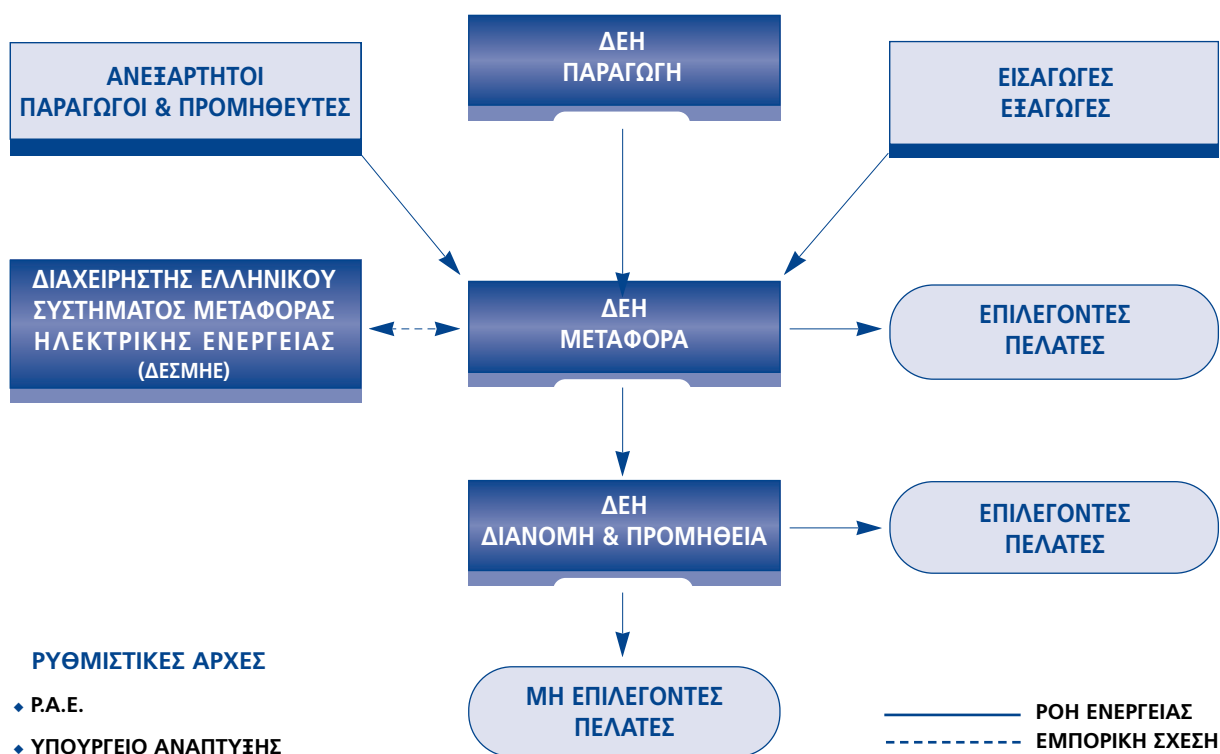 ΔΕΗ
ΠΑΡΑΓΩΓΗ
ΑΝΕΞΑΡΤΗΤΟΙ
ΠΑΡΑΓΩΓΟΙ & ΠΡΟΜΗΘΕΥΤΕΣ
ΕΙΣΑΓΩΓΕΣ
ΕΞΑΓΩΓΕΣ
ΔΙΑΧΕΙΡΗΣΤΗΣ ΕΛΛΗΝΙΚΟΥ
ΣΥΣΤΗΜΑΤΟΣ ΜΕΤΑΦΟΡΑΣ
ΗΛΕΚΤΡΙΚΗΣ ΕΝΕΡΓΕΙΑΣ
(ΔΕΣΜΗΕ)
ΔΕΗ
ΜΕΤΑΦΟΡΑ
ΕΠΙΛΕΓΟΝΤΕΣ
ΠΕΛΑΤΕΣ
ΔΕΗ
ΔΙΑΝΟΜΗ & ΠΡΟΜΗΘΕΙΑ
ΕΠΙΛΕΓΟΝΤΕΣ
ΠΕΛΑΤΕΣ
ΜΗ ΕΠΙΛΕΓΟΝΤΕΣ
ΠΕΛΑΤΕΣ
ΡΥΘΜΙΣΤΙΚΕΣ ΑΡΧΕΣ
◆ Ρ.Α.Ε.
◆ ΥΠΟΥΡΓΕΙΟ ΑΝΑΠΤΥΞΗΣ
ΡΟΗ ΕΝΕΡΓΕΙΑΣ
ΕΜΠΟΡΙΚΗ ΣΧΕΣΗ